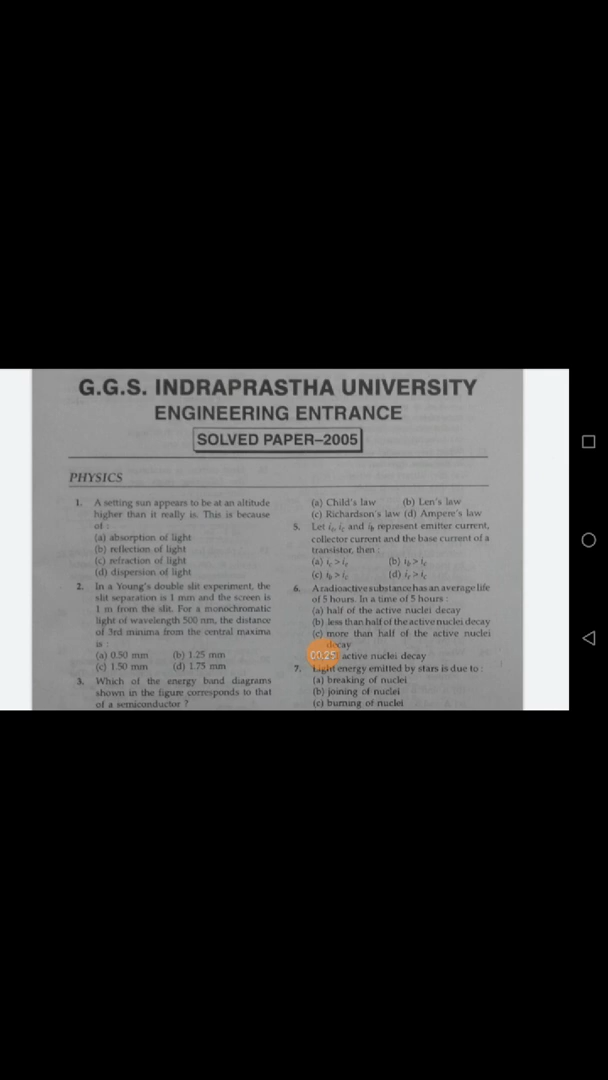 G.G.S. INDRAPRASTHA UNIVERSITY
ENGINEERING ENTRANCE
SOLVED PAPER–2005
PHYSICS
1. A setting sun appears to be at an altitude
higher than it really is. This is because
of :
(a) absorption of light
(b) reflection of light
(c) refraction of light
(d) dispersion of light
2. In a Young's double slit experiment, the
slit separation is 1 mm and the screen is
1 m from the slit. For a monochromatic
light of wavelength 500 nm, the distance
of 3rd minima from the central maxima
is :
(a) 0.50 mm (b) 1.25 mm
(c) 1.50 mm (d) 1.75 mm
3. Which of the energy band diagrams
shown in the figure corresponds to that
of a semiconductor ?
(a) Child's law (b) Len's law
(c) Richardson's law (d) Ampere's law
5. Let ie, ic and ib represent emitter current,
collector current and the base current of a
transistor, then :
6. A radioactive substance has an average life
of 5 hours. In a time of 5 hours :
(a) half of the active nuclei decay
(b) less than half of the active nuclei decay
(c) more than half of the active nuclei
decay
active nuclei decay
00:25
7. Light energy emitted by stars is due to :
(a) breaking of nuclei
(b) joining of nuclei
(c) burning of nuclei